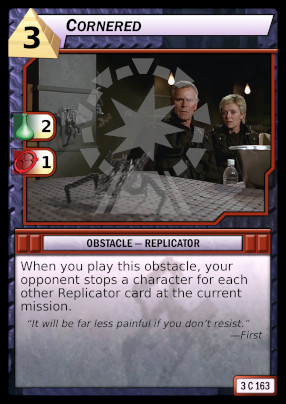 3
CORNERED
2
1
OBSTACLE — REPLICATOR
When you play this obstacle, your
opponent stops a character for each
other Replicator card at the current
mission.
“It will be far less painful if you don’t resist.”
—First
3 C 163